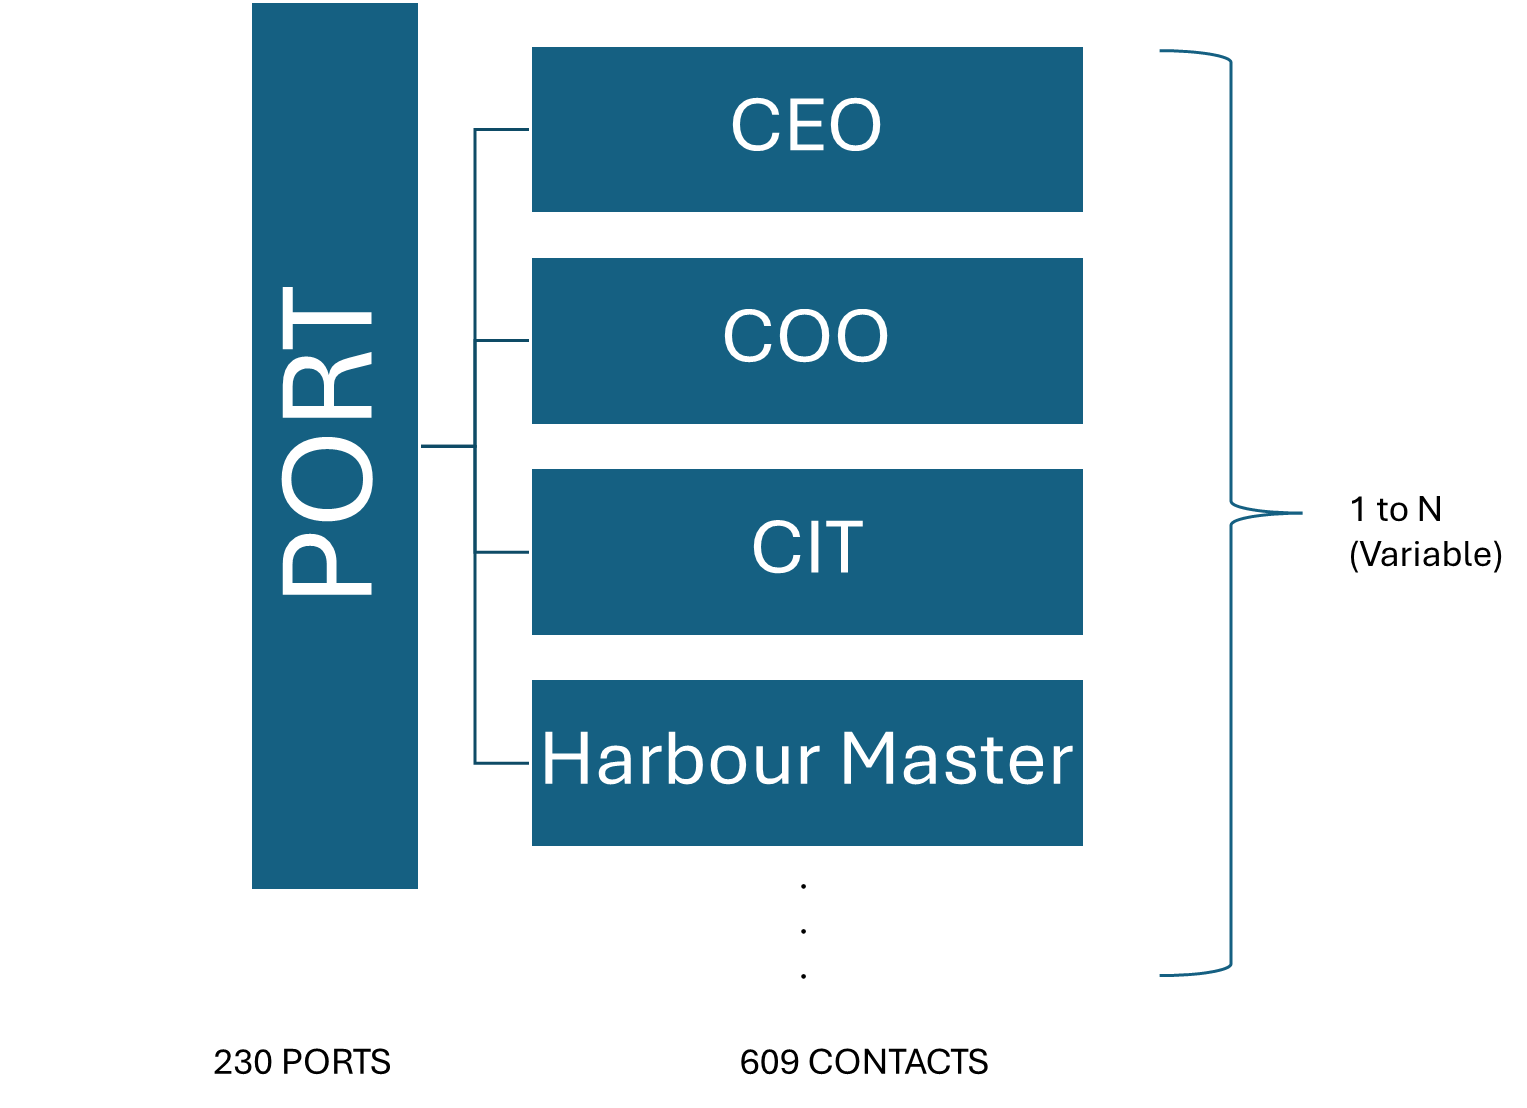 PORT
CEO
COO
CIT
Harbour Master
.
.
.
1 to N
(Variable)
230 PORTS
609 CONTACTS